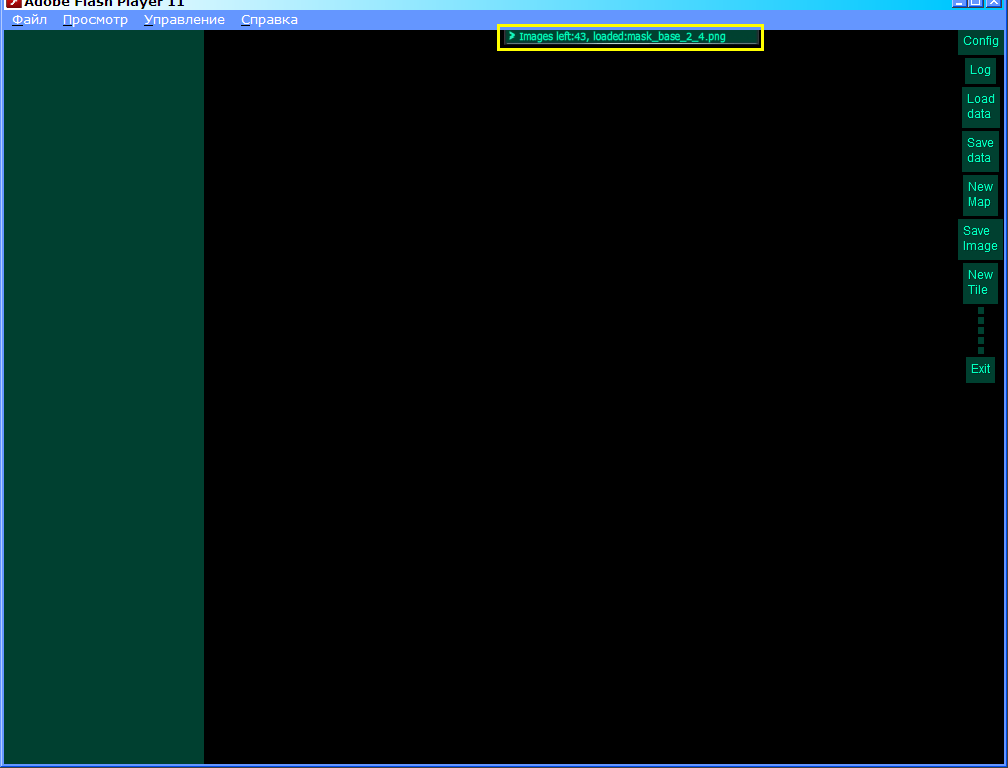 Adobe Flash Player 11
Файл Просмотр Управление Справка
> Images left:43, loaded:mask_base_2_4.png
Config
Log
Load
data
Save
data
New
Map
Save
Image
New
Tile
Exit